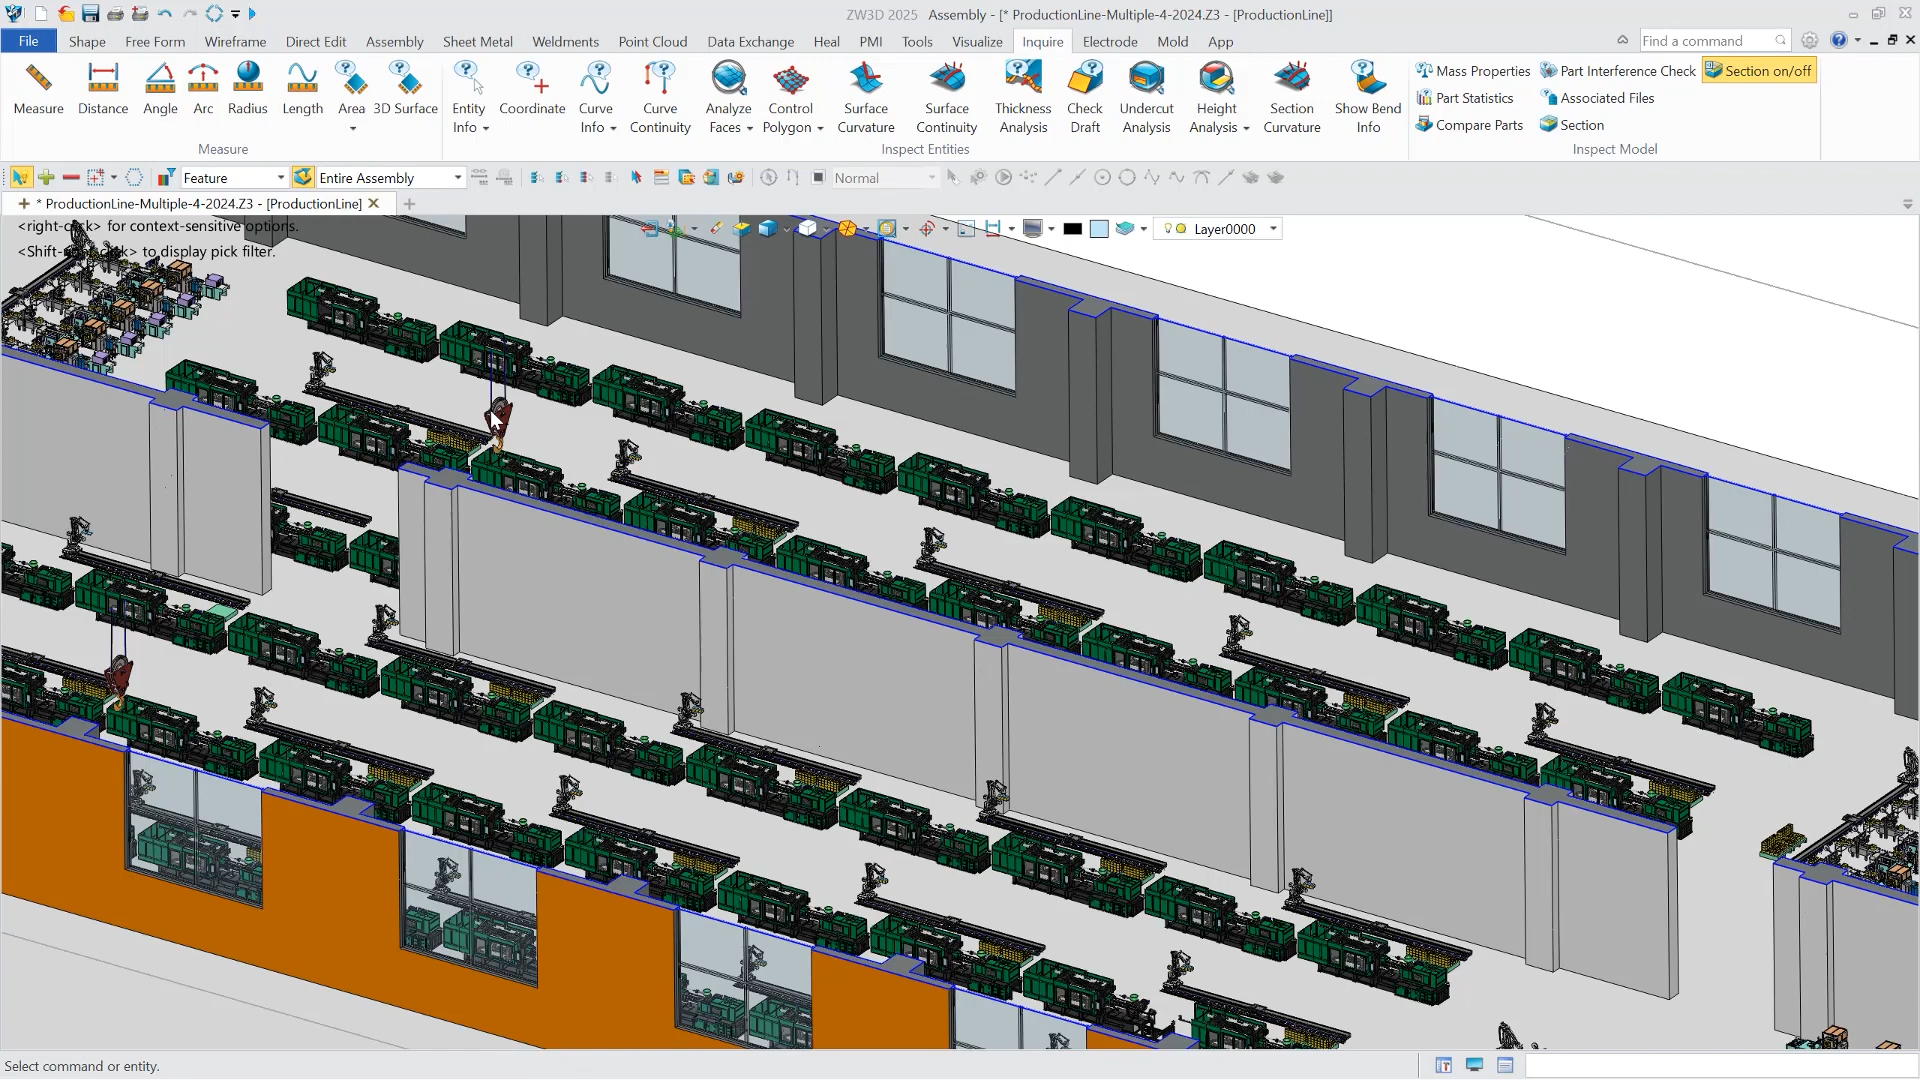 ZW3D 2025 Assembly - [* ProductionLine-Multiple-4-2024.Z3 - [ProductionLine]]
File Shape Free Form Wireframe Direct Edit Assembly Sheet Metal Weldments Point Cloud Data Exchange Heal PMI Tools Visualize Inquire Electrode Mold App Find a command
Measure Distance Angle Arc Radius Length Area 3D Surface
Entity Info Coordinate Curve Info Curve Continuity Analyze Faces Control Polygon Surface Curvature Surface Continuity Thickness Analysis Check Draft Undercut Analysis Height Analysis Section Curvature Show Bend Info
Mass Properties Part Interference Check Section on/off
Part Statistics Associated Files
Compare Parts Section
Measure Inspect Entities Inspect Model
Feature Entire Assembly Normal
* ProductionLine-Multiple-4-2024.Z3 - [ProductionLine]
<right-click> for context-sensitive options.
to display pick filter.
Layer0000
Select command or entity.